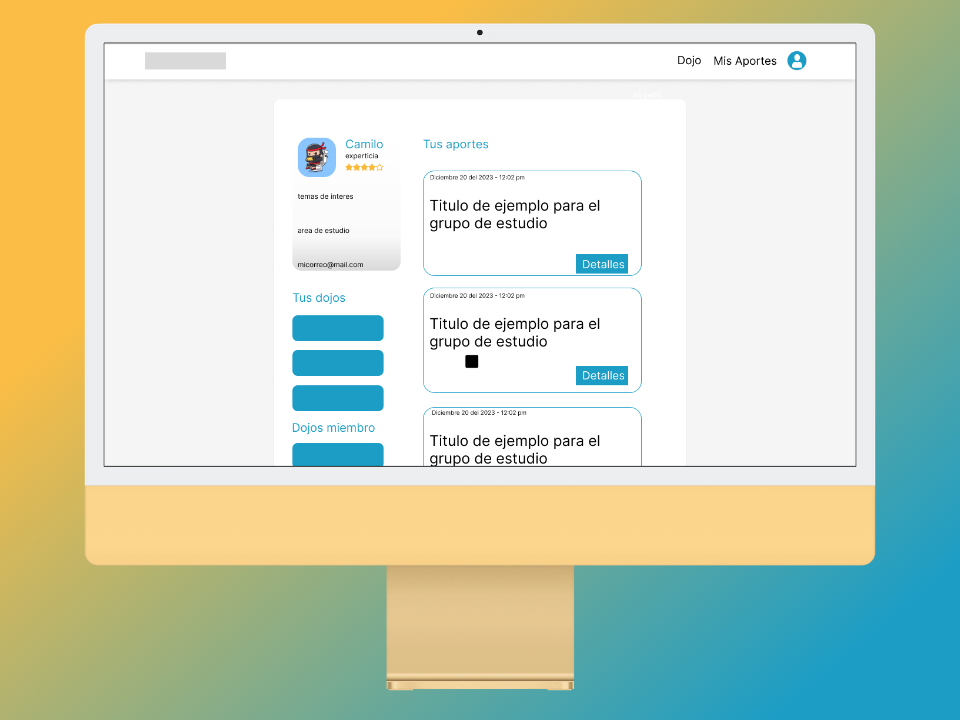 Dojo
Mis Aportes
Camilo
experticia
temas de interes
area de estudio
micorreo@mail.com
Tus dojos
Dojos miembro
Tus aportes
Diciembre 20 del 2023 - 12:02 pm
Titulo de ejemplo para el
grupo de estudio
Detalles
Diciembre 20 del 2023 - 12:02 pm
Titulo de ejemplo para el
grupo de estudio
Detalles
Diciembre 20 del 2023 - 12:02 pm
Titulo de ejemplo para el
grupo de estudio